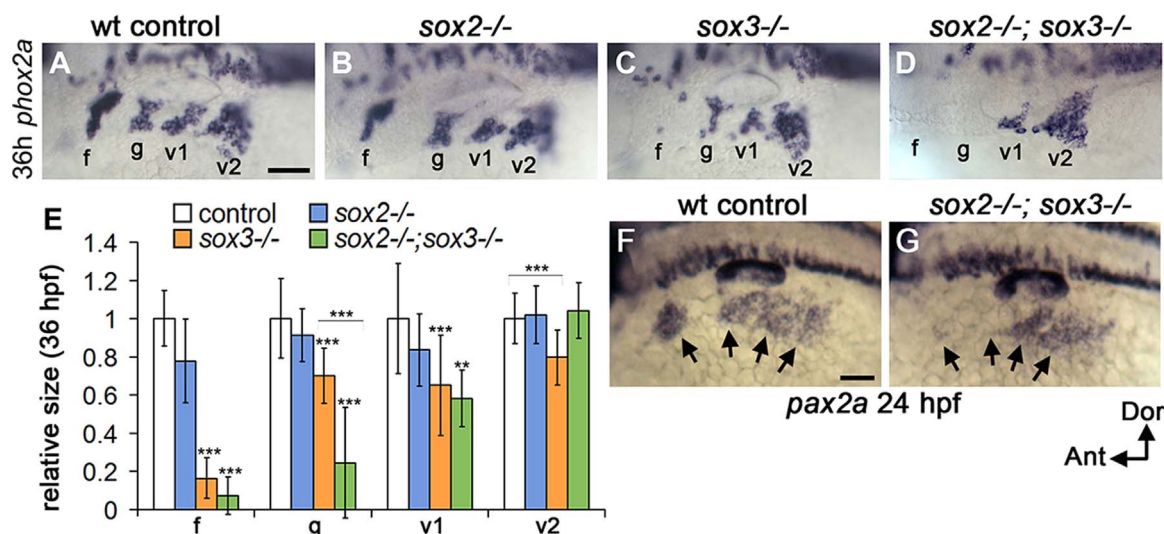 wt control sox2-/- sox3-/- sox2-/-; sox3-/-
36h phox2a
A B C D
f g v1 v2
f g v1 v2
f g v1 v2
f g v1 v2
E
control sox2-/-
sox3-/- sox2-/-;sox3-/-
relative size (36 hpf)
1.4
1.2
1
0.8
0.6
0.4
0.2
0
*** ***
*** ***
*** **
***
f g v1 v2
wt control sox2-/-; sox3-/-
F G
pax2a 24 hpf
Dor
Ant